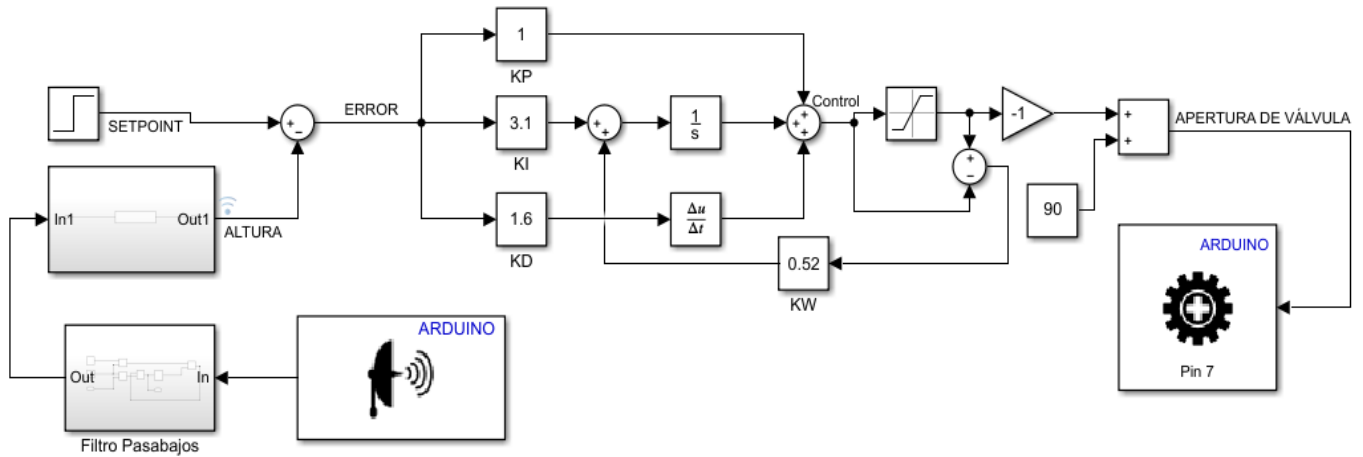 1
KP
SETPOINT
+
−
ERROR
3.1
KI
+
+
1
s
+
+
+
Control
-1
+
+
APERTURA DE VÁLVULA
+
−
In1
Out1
ALTURA
1.6
KD
Δu
Δt
90
0.52
KW
ARDUINO
Pin 7
Out
In
Filtro Pasabajos
ARDUINO